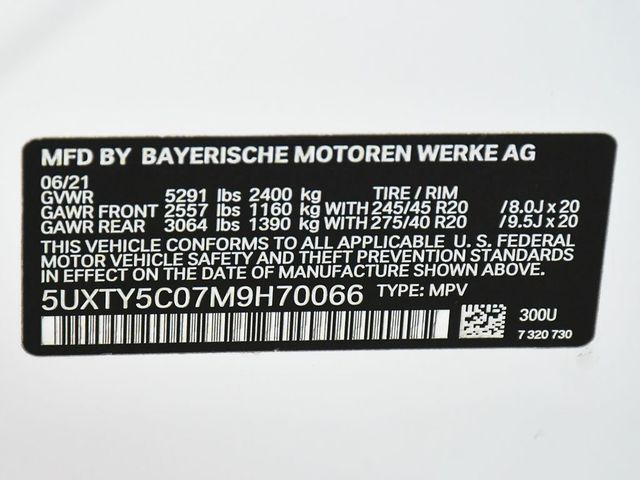 MFD BY BAYERISCHE MOTOREN WERKE AG
06/21
GVWR 5291 lbs 2400 kg TIRE / RIM
GAWR FRONT 2557 lbs 1160 kg WITH 245/45 R20 /8.0J x 20
GAWR REAR 3064 lbs 1390 kg WITH 275/40 R20 /9.5J x 20
THIS VEHICLE CONFORMS TO ALL APPLICABLE U. S. FEDERAL
MOTOR VEHICLE SAFETY AND THEFT PREVENTION STANDARDS
IN EFFECT ON THE DATE OF MANUFACTURE SHOWN ABOVE.
5UXTY5C07M9H70066 TYPE: MPV
300U
7 320 730